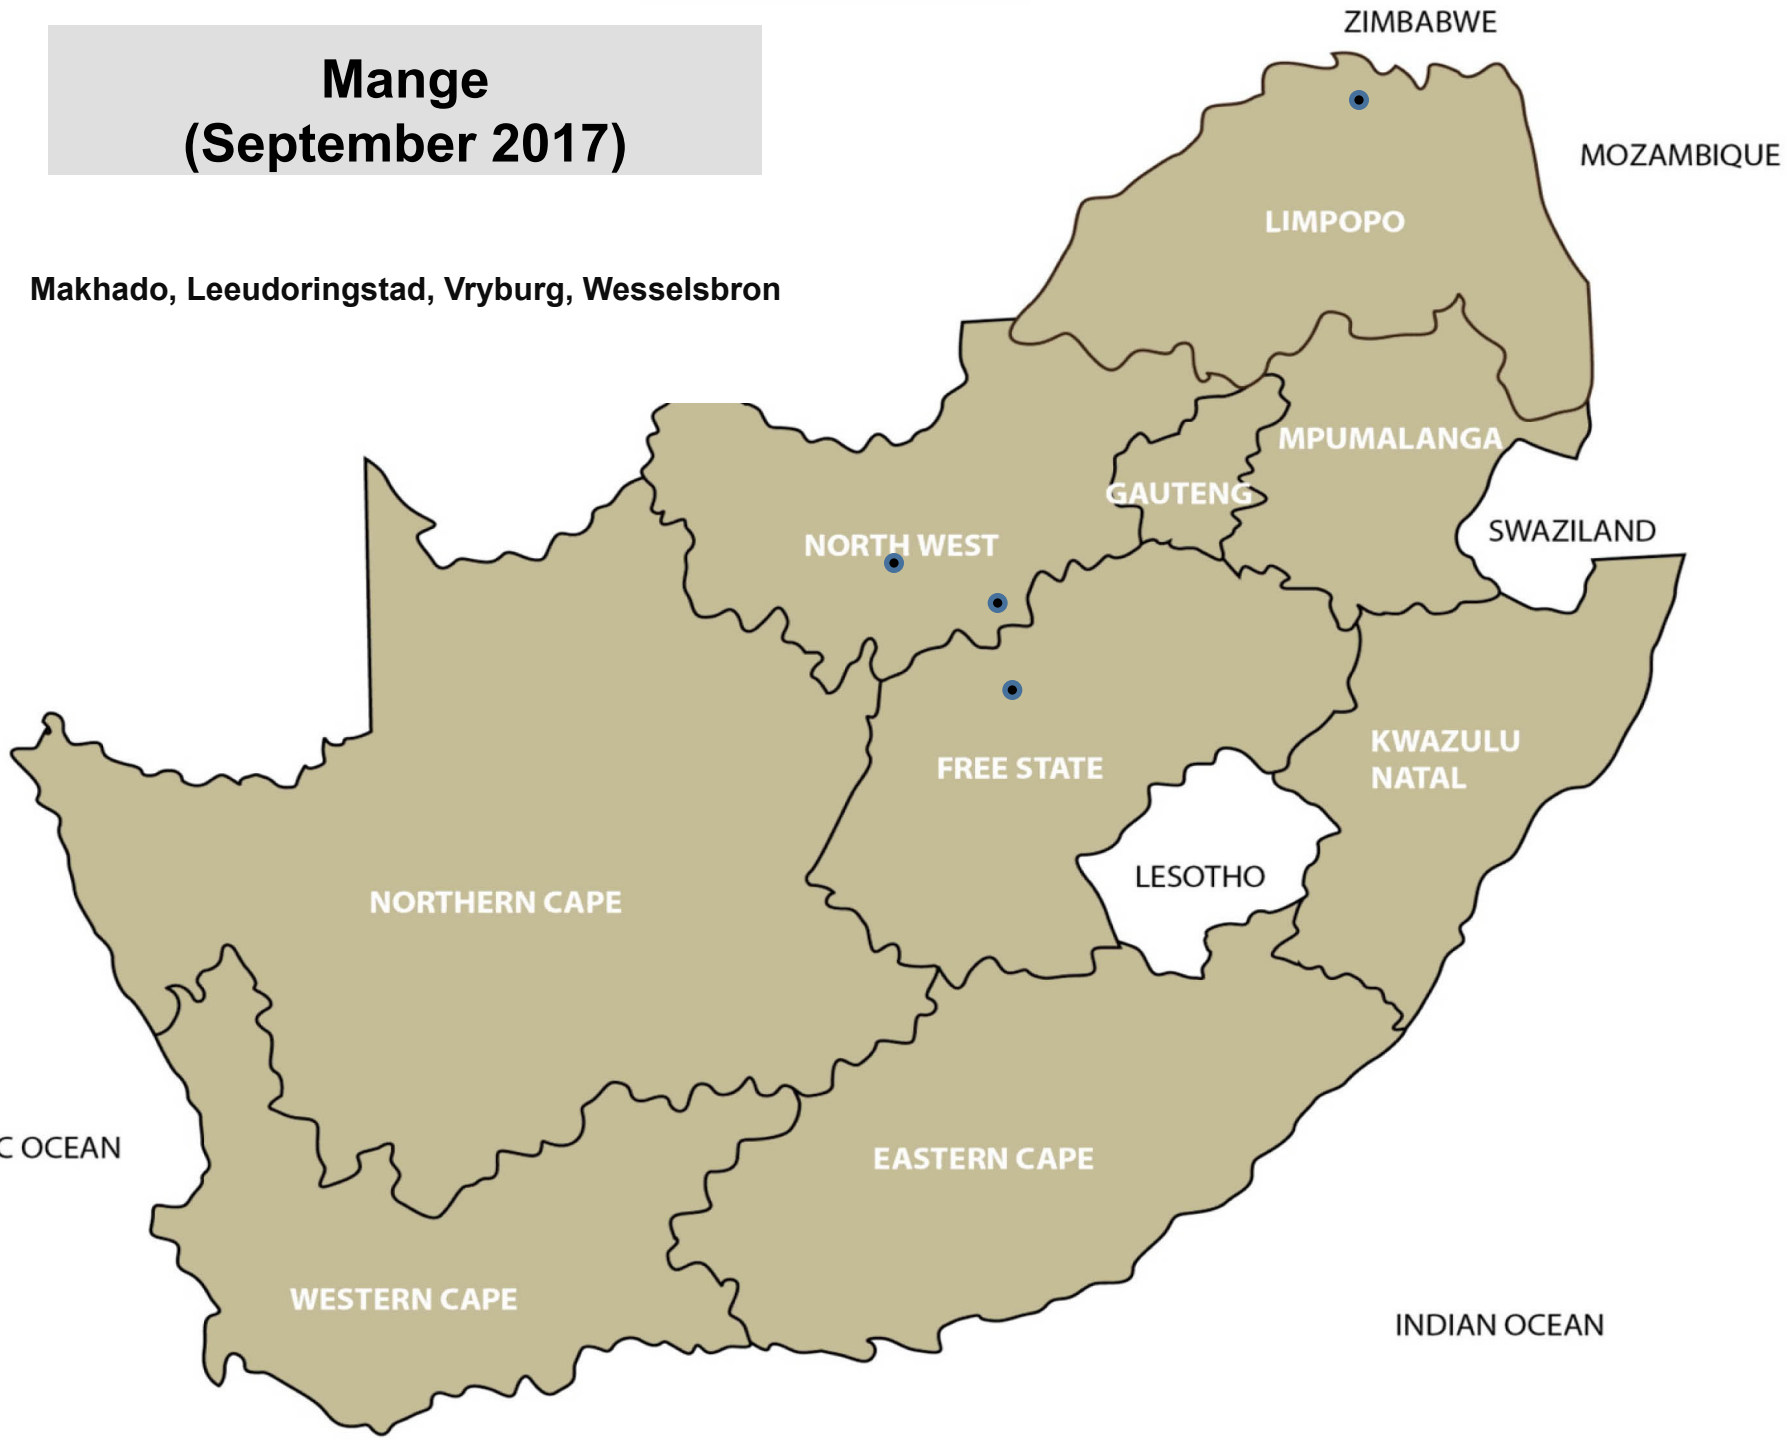 Mange
(September 2017)
Makhado, Leeudoringstad, Vryburg, Wesselsbron
ZIMBABWE
MOZAMBIQUE
LIMPOPO
MPUMALANGA
GAUTENG
SWAZILAND
NORTH WEST
KWAZULU
NATAL
FREE STATE
LESOTHO
NORTHERN CAPE
C OCEAN
EASTERN CAPE
WESTERN CAPE
INDIAN OCEAN